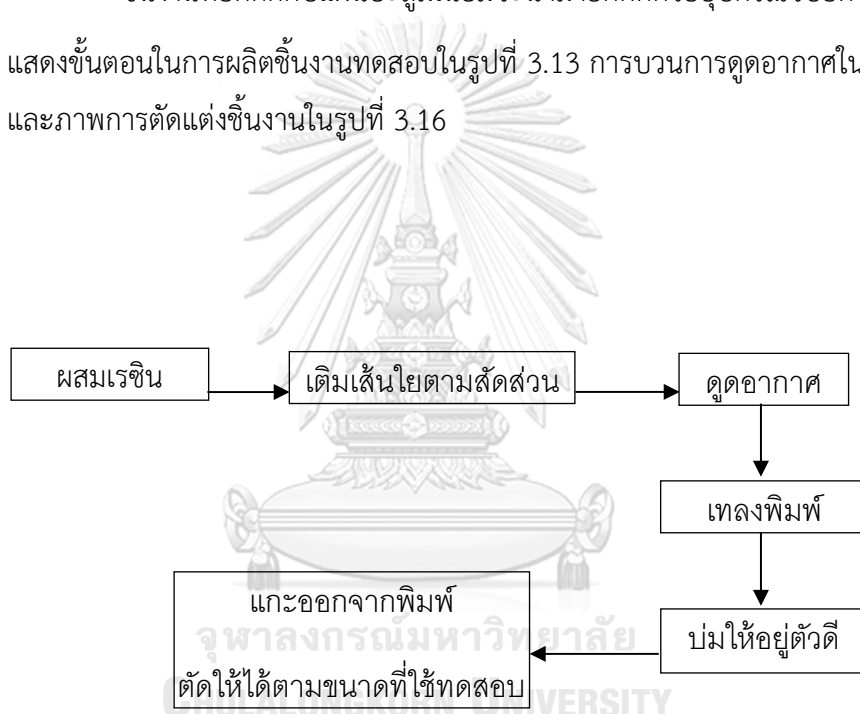 แสดงขั้นตอนในการผลิตชิ้นงานทดสอบในรูปที่ 3.13 การบวนการดูดอากาศใน
และภาพการตัดแต่งชิ้นงานในรูปที่ 3.16
ผสมเรซิน
เติมเส้นใยตามสัดส่วน
ดูดอากาศ
เทลงพิมพ์
บ่มให้อยู่ตัวดี
แกะออกจากพิมพ์
ตัดให้ได้ตามขนาดที่ใช้ทดสอบ
จุฬาลงกรณ์มหาวิทยาลัย
CHULALONGKORN UNIVERSITY